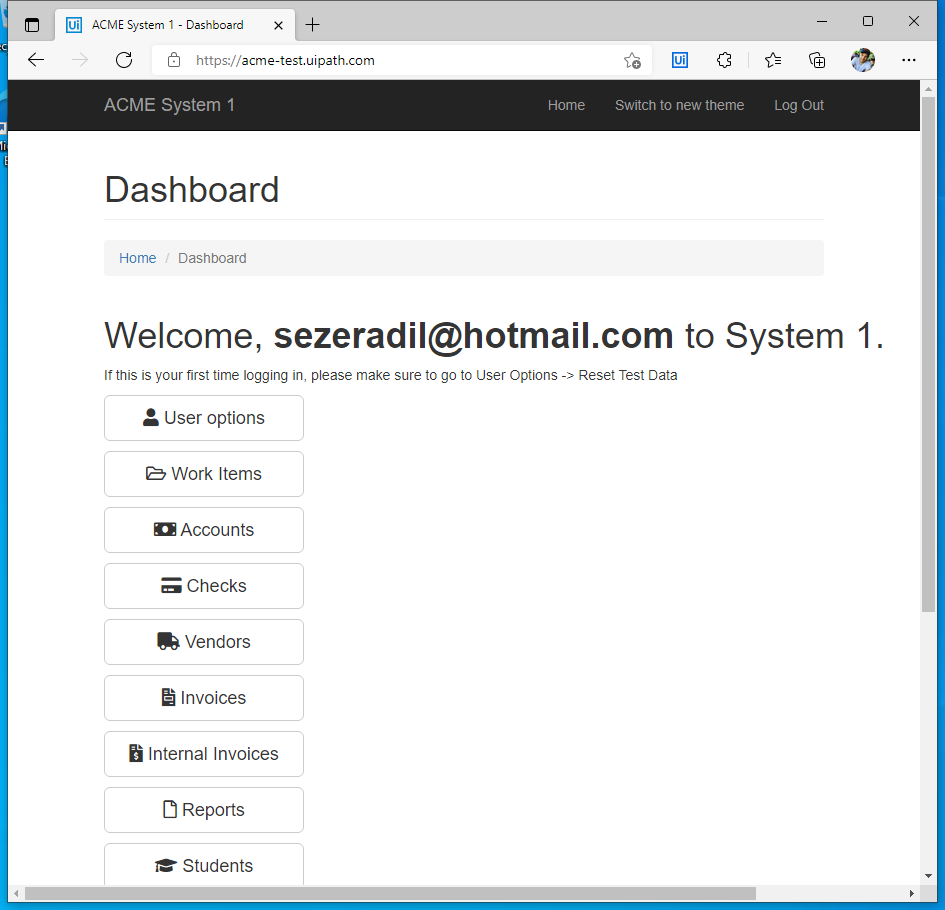 Ui ACME System 1 - Dashboard
https://acme-test.uipath.com
Ui
ACME System 1 Home Switch to new theme Log Out
Dashboard
Home / Dashboard
Welcome, sezeradil@hotmail.com to System 1.
If this is your first time logging in, please make sure to go to User Options -> Reset Test Data
User options
Work Items
Accounts
Checks
Vendors
Invoices
Internal Invoices
Reports
Students